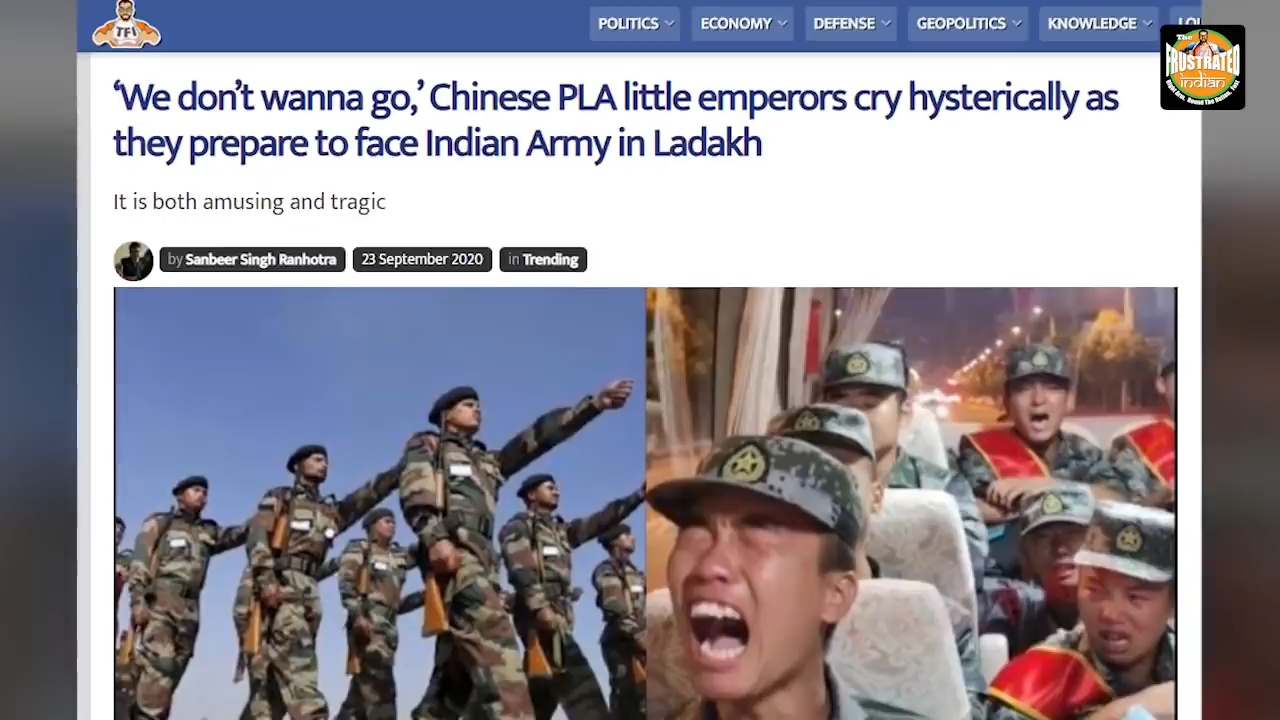 TFI
POLITICS
ECONOMY
DEFENSE
GEOPOLITICS
KNOWLEDGE
The
FRUSTRATED
indian
‘We don’t wanna go,’ Chinese PLA little emperors cry hysterically as
they prepare to face Indian Army in Ladakh
It is both amusing and tragic
by Sanbeer Singh Ranhotra
23 September 2020
in Trending